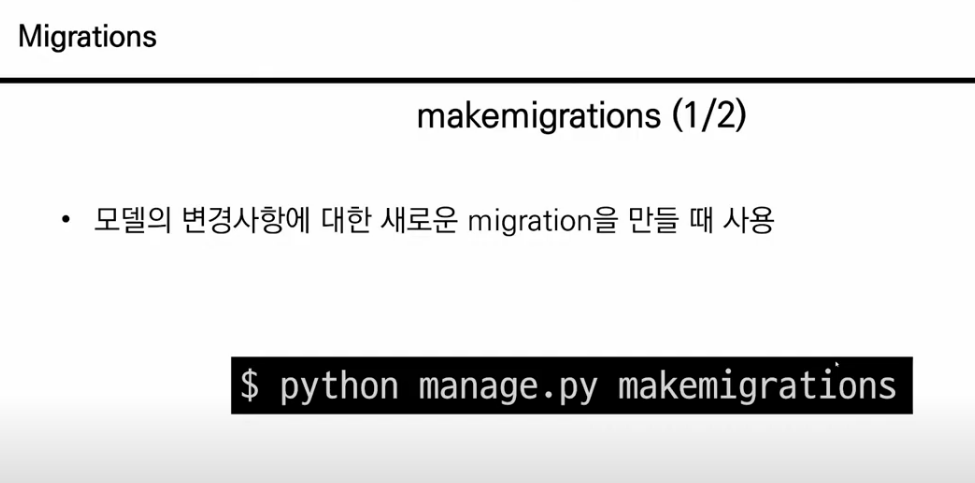 Migrations
makemigrations (1/2)
• 모델의 변경사항에 대한 새로운 migration을 만들 때 사용
$ python manage.py makemigrations